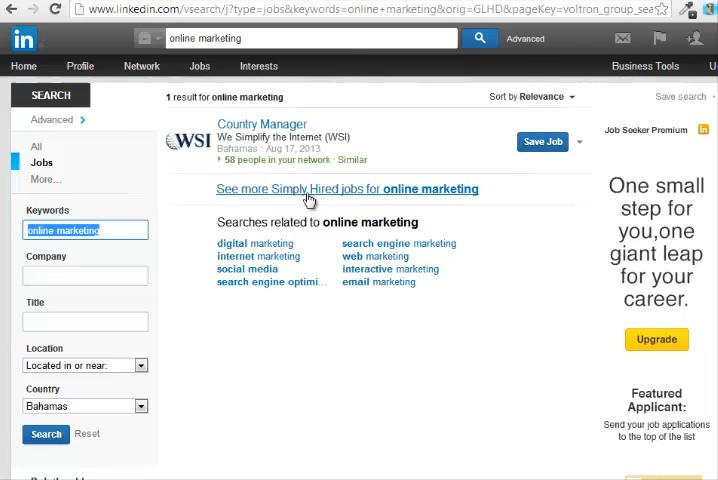 www.linkedin.com/vsearch/j?type=jobs&keywords=online+marketing&orig=GLHD&pageKey=voltron_group_sea
in
online marketing
Advanced
Home Profile Network Jobs Interests Business Tools U
SEARCH
Advanced
All
Jobs
More...
Keywords
online marketing
Company
Title
Location
Located in or near:
Country
Bahamas
Search Reset
1 result for online marketing
Sort by Relevance
Save search
WSI
Country Manager
We Simplify the Internet (WSI)
Bahamas · Aug 17, 2013
58 people in your network · Similar
Save Job
See more Simply Hired jobs for online marketing
Searches related to online marketing
digital marketing
internet marketing
social media
search engine optimi...
search engine marketing
web marketing
interactive marketing
email marketing
Job Seeker Premium in
One small
step for
you,one
giant leap
for your
career.
Upgrade
Featured
Applicant:
Send your job applications
to the top of the list